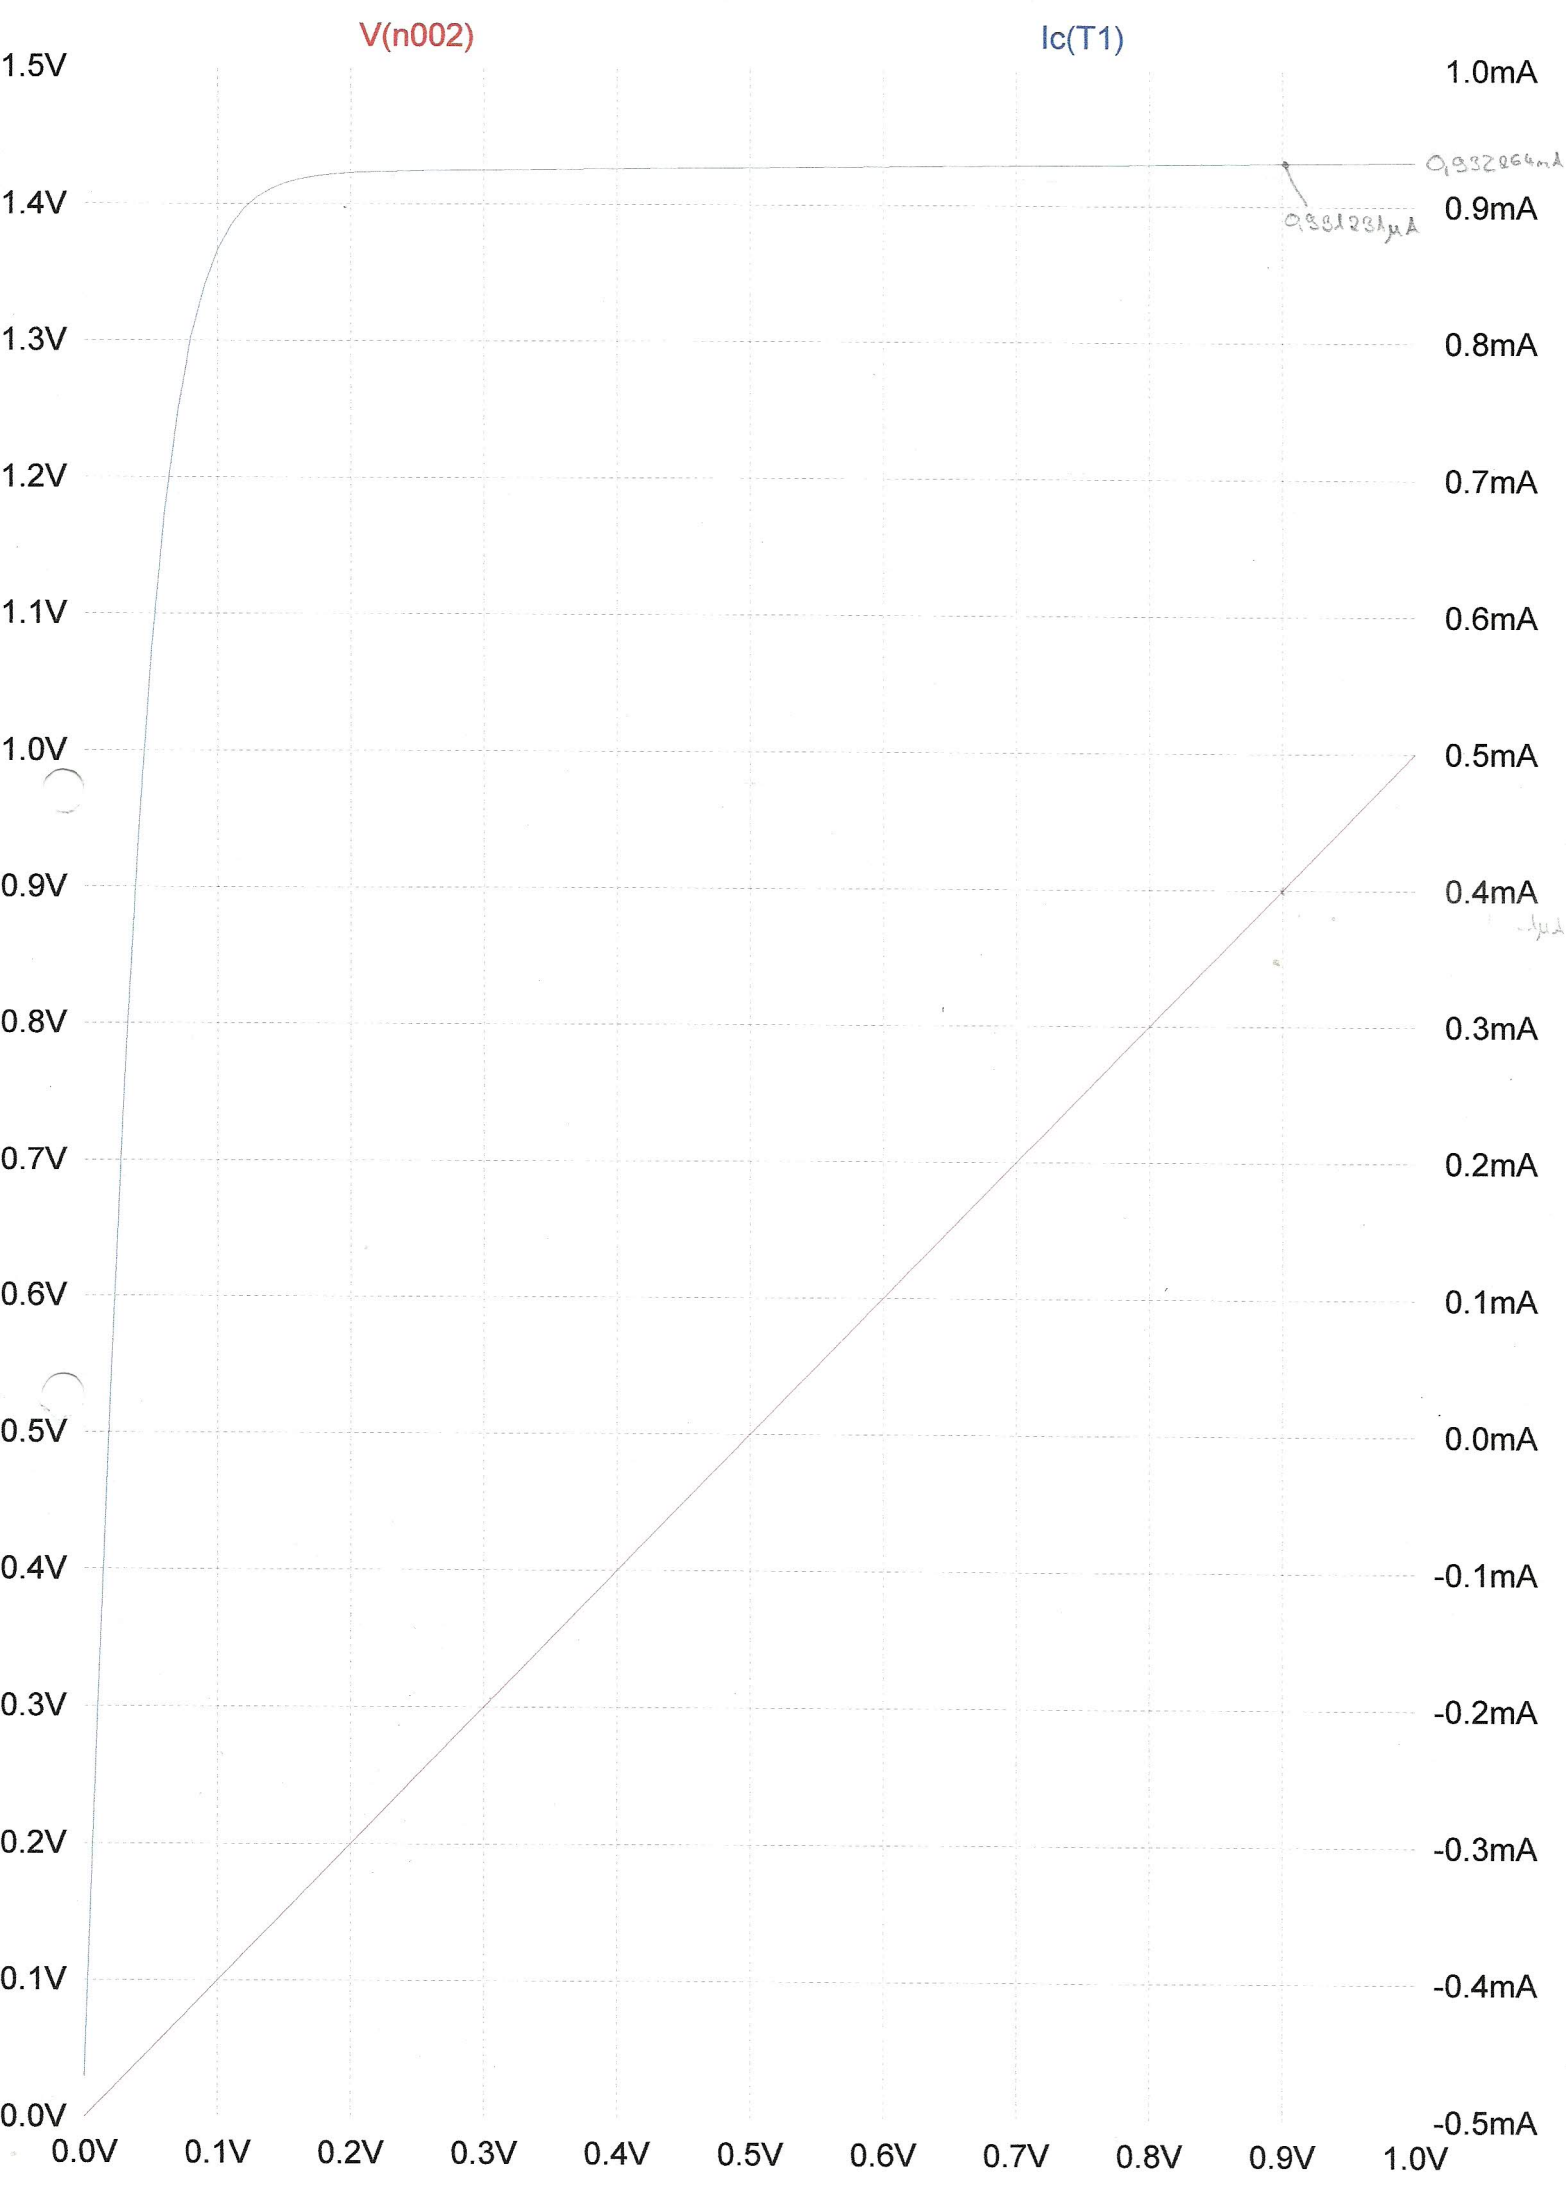 V(n002) Ic(T1)
1.5V 1.0mA
0,932264mA
1.4V 0.9mA
0,931231µA
1.3V 0.8mA
1.2V 0.7mA
1.1V 0.6mA
1.0V 0.5mA
0.9V 0.4mA
0.8V 0.3mA
0.7V 0.2mA
0.6V 0.1mA
0.5V 0.0mA
0.4V -0.1mA
0.3V -0.2mA
0.2V -0.3mA
0.1V -0.4mA
0.0V -0.5mA
0.0V 0.1V 0.2V 0.3V 0.4V 0.5V 0.6V 0.7V 0.8V 0.9V 1.0V